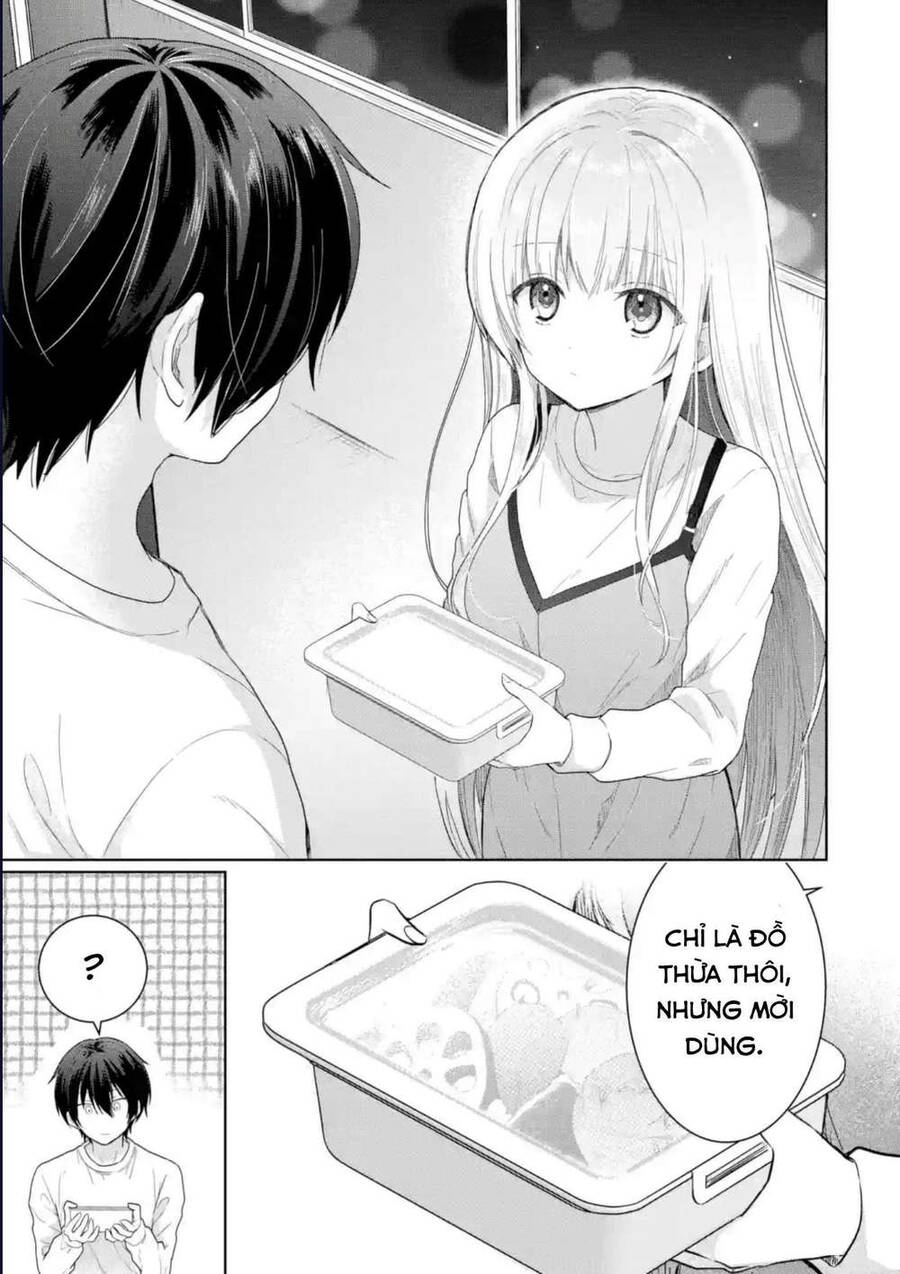 CHỈ LÀ ĐỒ
THỪA THÔI,
NHƯNG MỜI
DÙNG.
?